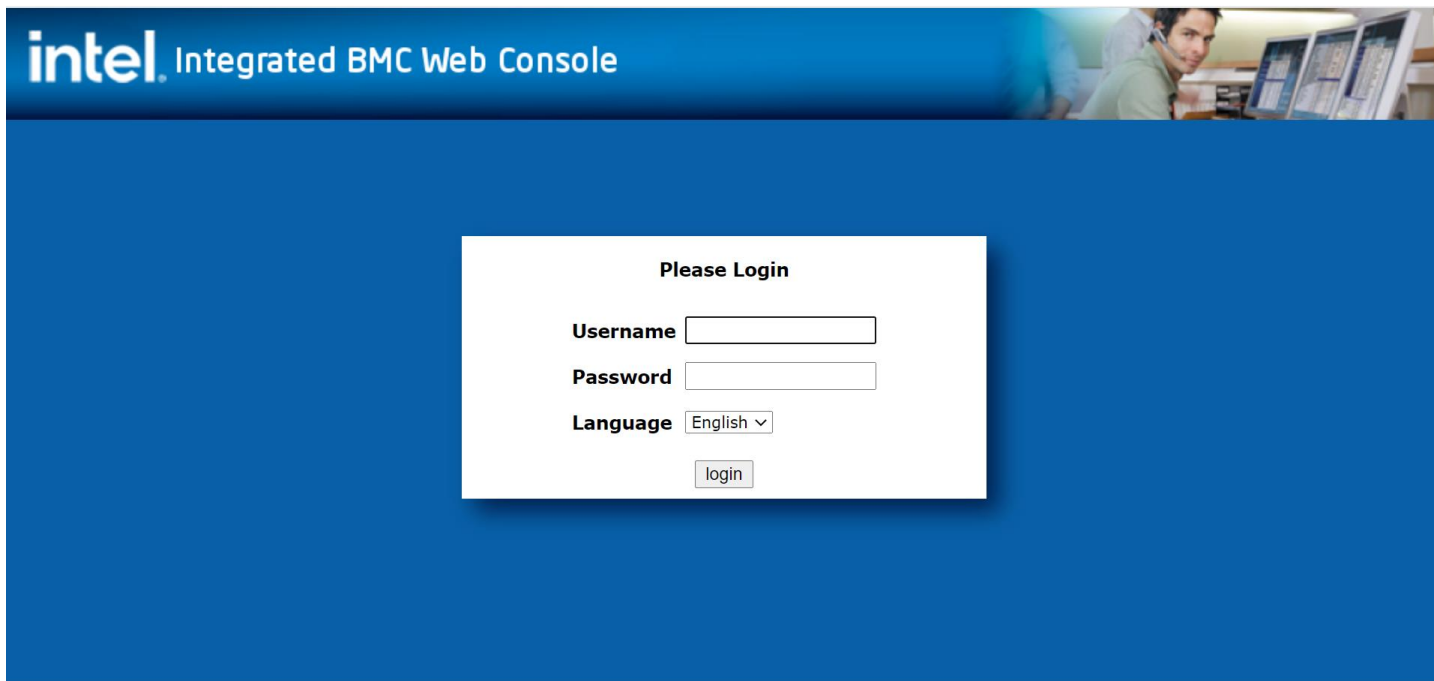 intel. Integrated BMC Web Console
Please Login
Username
Password
Language English
login